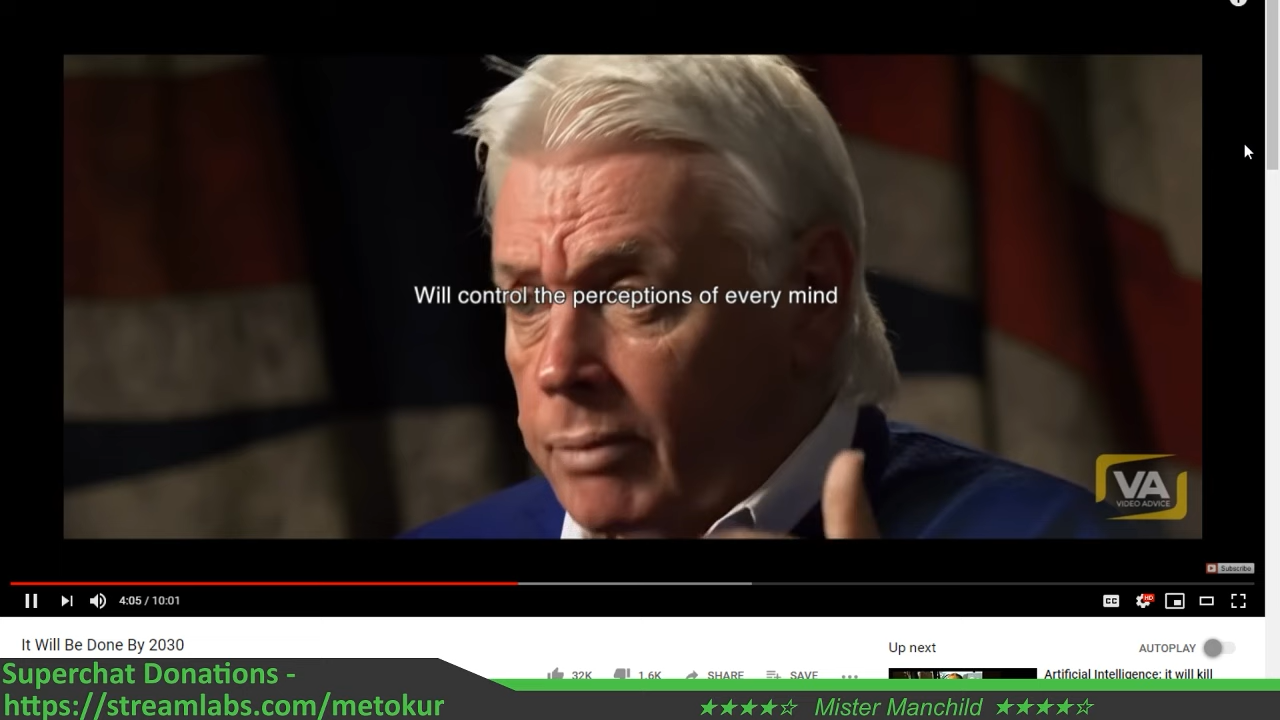 Will control the perceptions of every mind
VA
VIDEO ADVICE
Subscribe
4:05 / 10:01
CC
HD
It Will Be Done By 2030
Up next
AUTOPLAY
32K
1.6K
SHARE
SAVE
Artificial Intelligence: it will kill
Superchat Donations -
https://streamlabs.com/metokur
★★★★☆ Mister Manchild ★★★★☆